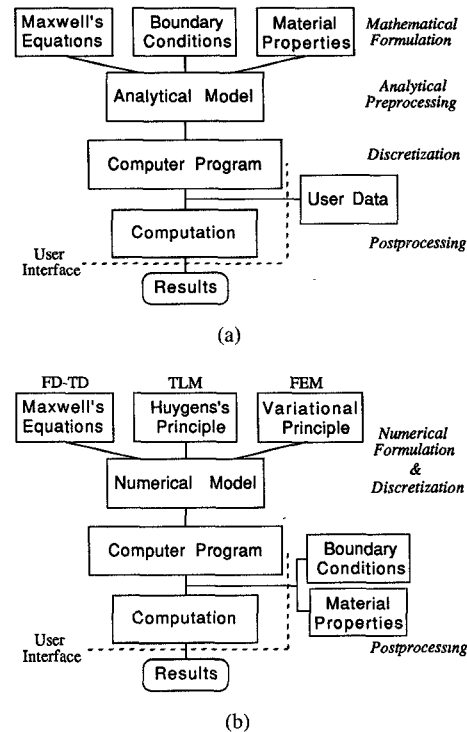 Maxwell's
Equations
Boundary
Conditions
Material
Properties
Mathematical
Formulation
Analytical Model
Analytical
Preprocessing
Computer Program
Discretization
User Data
Computation
Postprocessing
User
Interface
Results
(a)
FD-TD
TLM
FEM
Maxwell's
Equations
Huygens's
Principle
Variational
Principle
Numerical
Formulation
&
Discretization
Numerical Model
Computer Program
Boundary
Conditions
Computation
Material
Properties
User
Interface
Postprocessing
Results
(b)